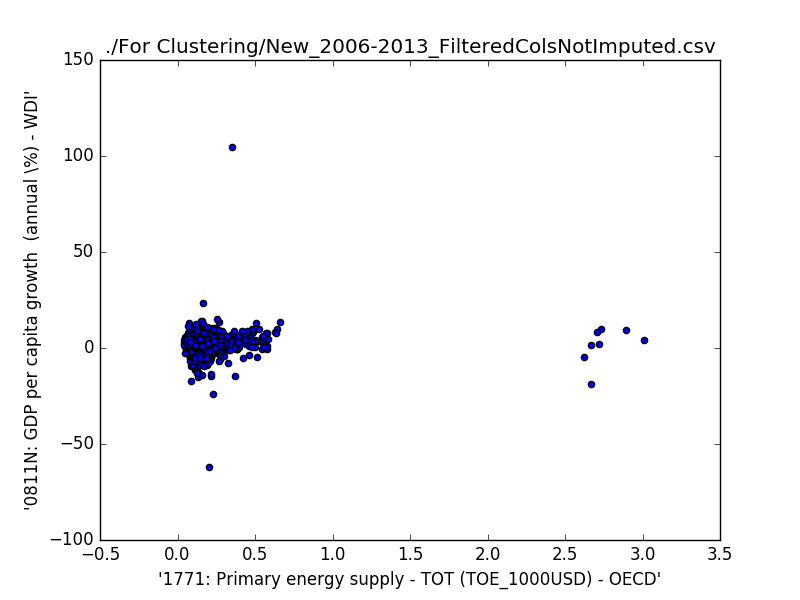 ./For Clustering/New_2006-2013_FilteredColsNotImputed.csv
150
100
50
0
−50
−100
−0.5 0.0 0.5 1.0 1.5 2.0 2.5 3.0 3.5
'0811N: GDP per capita growth  (annual \%) - WDI'
'1771: Primary energy supply - TOT (TOE_1000USD) - OECD'